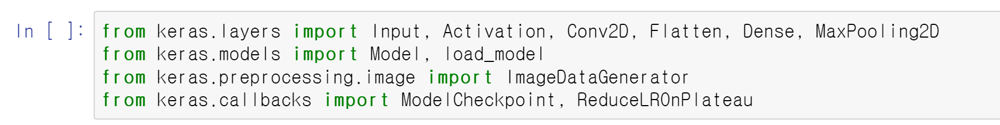 In [ ]: from keras.layers import Input, Activation, Conv2D, Flatten, Dense, MaxPooling2D
from keras.models import Model, load_model
from keras.preprocessing.image import ImageDataGenerator
from keras.callbacks import ModelCheckpoint, ReduceLROnPlateau